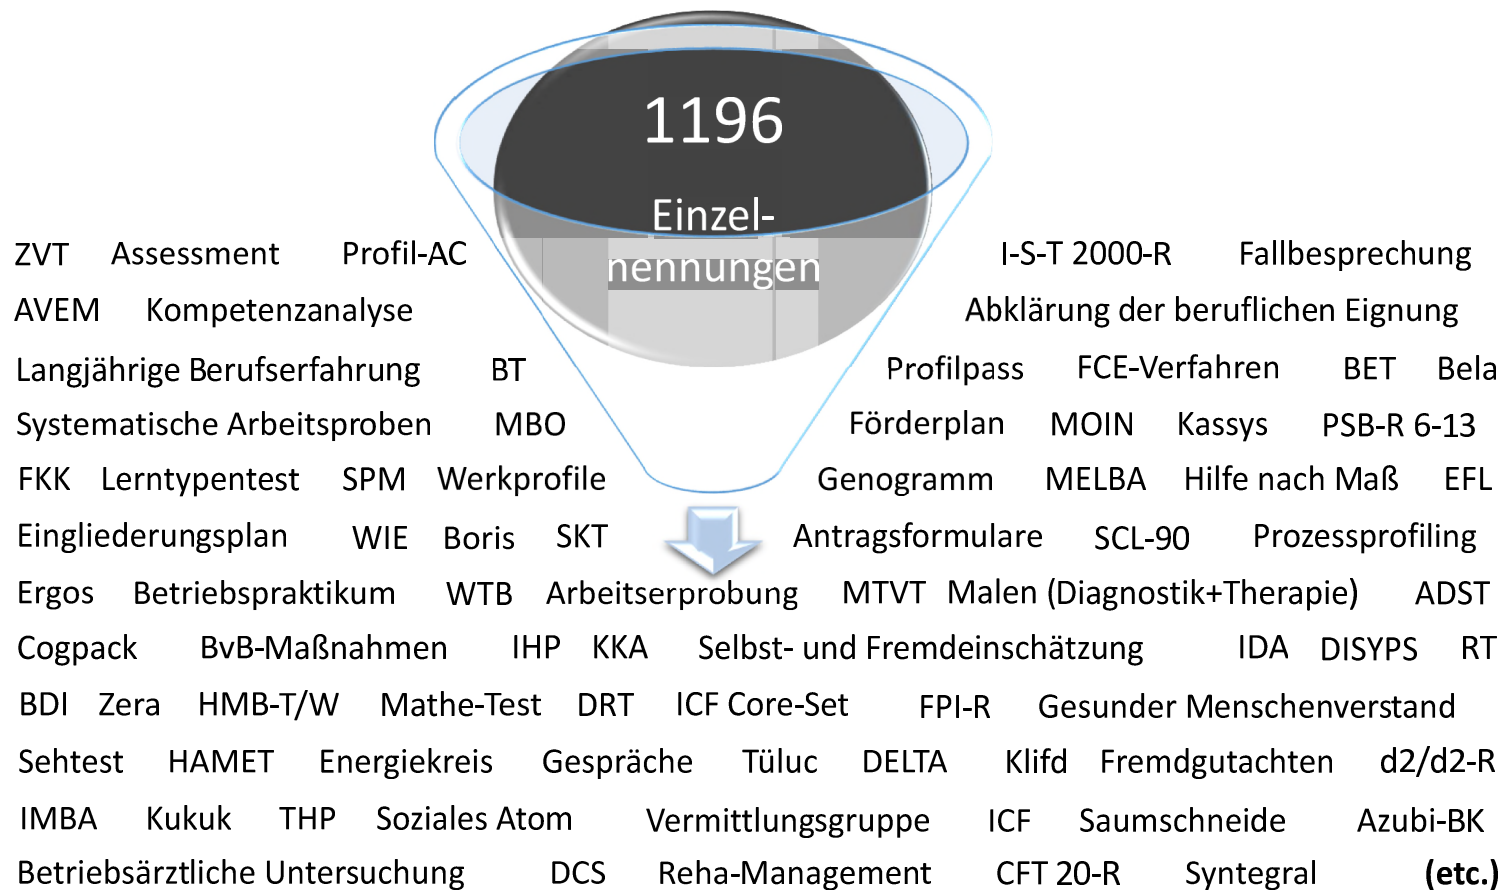 1196
Einzel-
nennungen
ZVT Assessment Profil-AC I-S-T 2000-R Fallbesprechung
AVEM Kompetenzanalyse Abklärung der beruflichen Eignung
Langjährige Berufserfahrung BT Profilpass FCE-Verfahren BET Bela
Systematische Arbeitsproben MBO Förderplan MOIN Kassys PSB-R 6-13
FKK Lerntypentest SPM Werkprofile Genogramm MELBA Hilfe nach Maß EFL
Eingliederungsplan WIE Boris SKT Antragsformulare SCL-90 Prozessprofiling
Ergos Betriebspraktikum WTB Arbeitserprobung MTVT Malen (Diagnostik+Therapie) ADST
Cogpack BvB-Maßnahmen IHP KKA Selbst- und Fremdeinschätzung IDA DISYPS RT
BDI Zera HMB-T/W Mathe-Test DRT ICF Core-Set FPI-R Gesunder Menschenverstand
Sehtest HAMET Energiekreis Gespräche Tüluc DELTA Klifd Fremdgutachten d2/d2-R
IMBA Kukuk THP Soziales Atom Vermittlungsgruppe ICF Saumschneide Azubi-BK
Betriebsärztliche Untersuchung DCS Reha-Management CFT 20-R Syntegral (etc.)